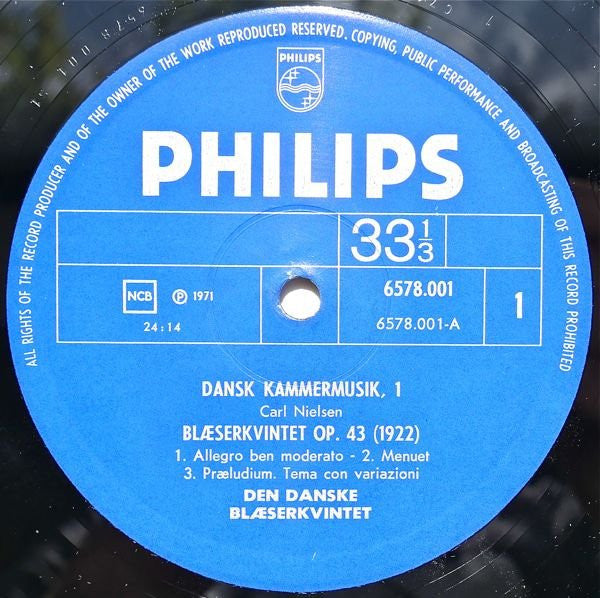 ALL RIGHTS OF THE RECORD PRODUCER AND OF THE OWNER OF THE WORK REPRODUCED RESERVED. COPYING, PUBLIC PERFORMANCE AND BROADCASTING OF THIS RECORD PROHIBITED
PHILIPS
PHILIPS
33 1/3
NCB
Ⓟ 1971
24:14
6578.001
6578.001-A
1
DANSK KAMMERMUSIK, 1
Carl Nielsen
BLÆSERKVINTET OP. 43 (1922)
1. Allegro ben moderato - 2. Menuet
3. Præludium. Tema con variazioni
DEN DANSKE
BLÆSERKVINTET